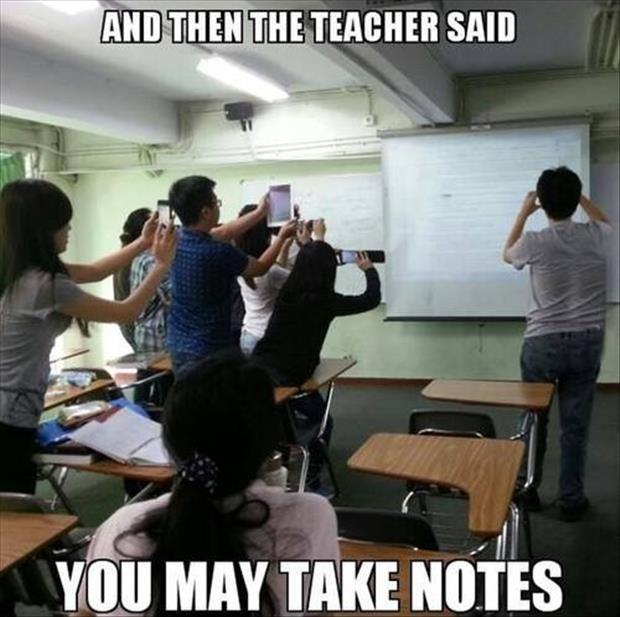 AND THEN THE TEACHER SAID
YOU MAY TAKE NOTES